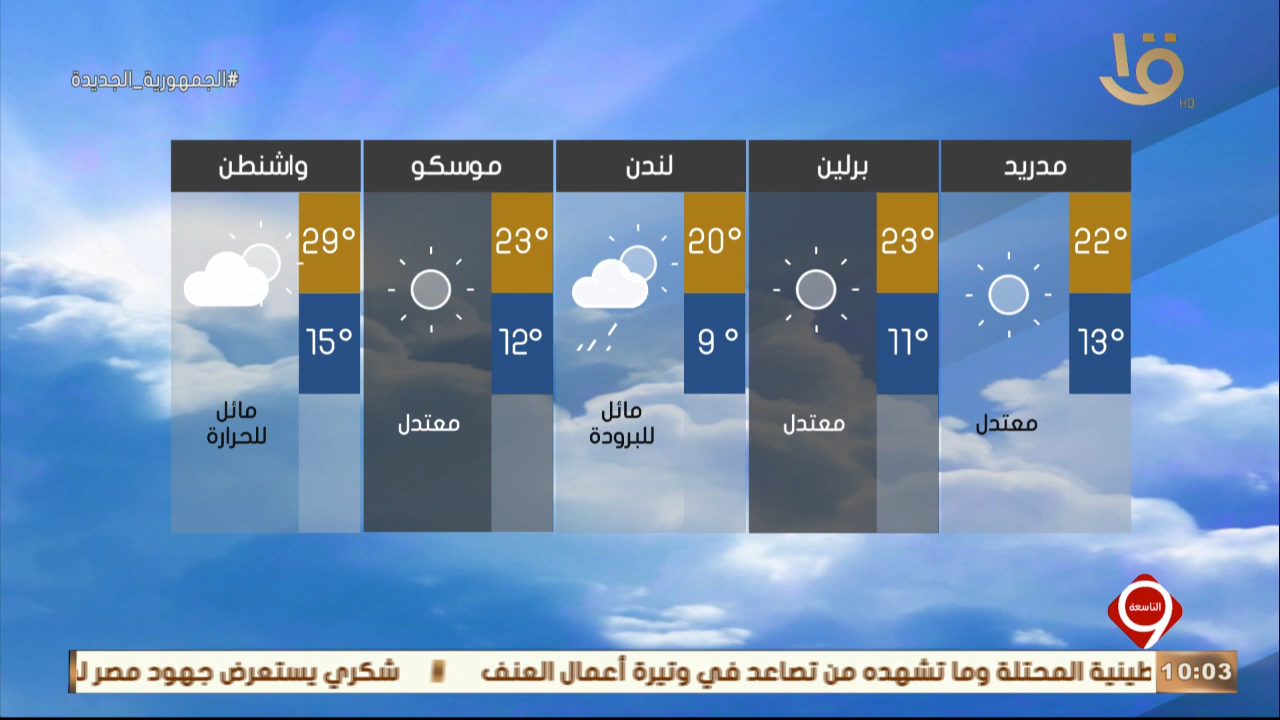 #الجمهورية_الجديدة
HD
مدريد
22°
13°
معتدل
برلين
23°
11°
معتدل
لندن
20°
9 °
مائل
للبرودة
موسكو
23°
12°
معتدل
واشنطن
29°
15°
مائل
للحرارة
التاسعة
9
10:03
طينية المحتلة وما تشهده من تصاعد في وتيرة أعمال العنف
شكري يستعرض جهود مصر ل